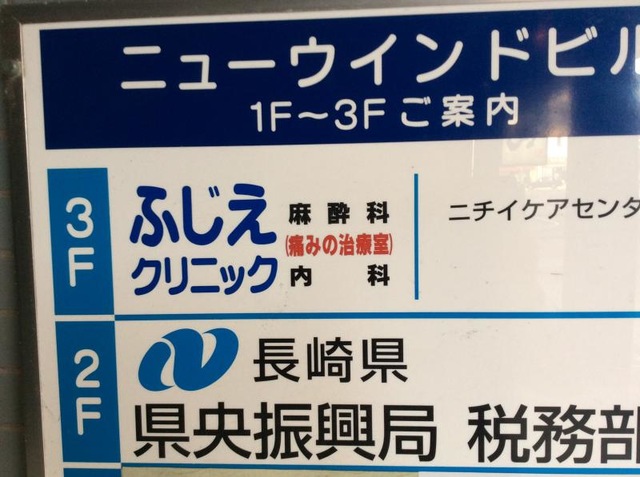 ニューウインドビル
1F～3Fご案内
3F
ふじえ
クリニック
麻酔科
(痛みの治療室)
内科
ニチイケアセンタ
2F
長崎県
県央振興局 税務部